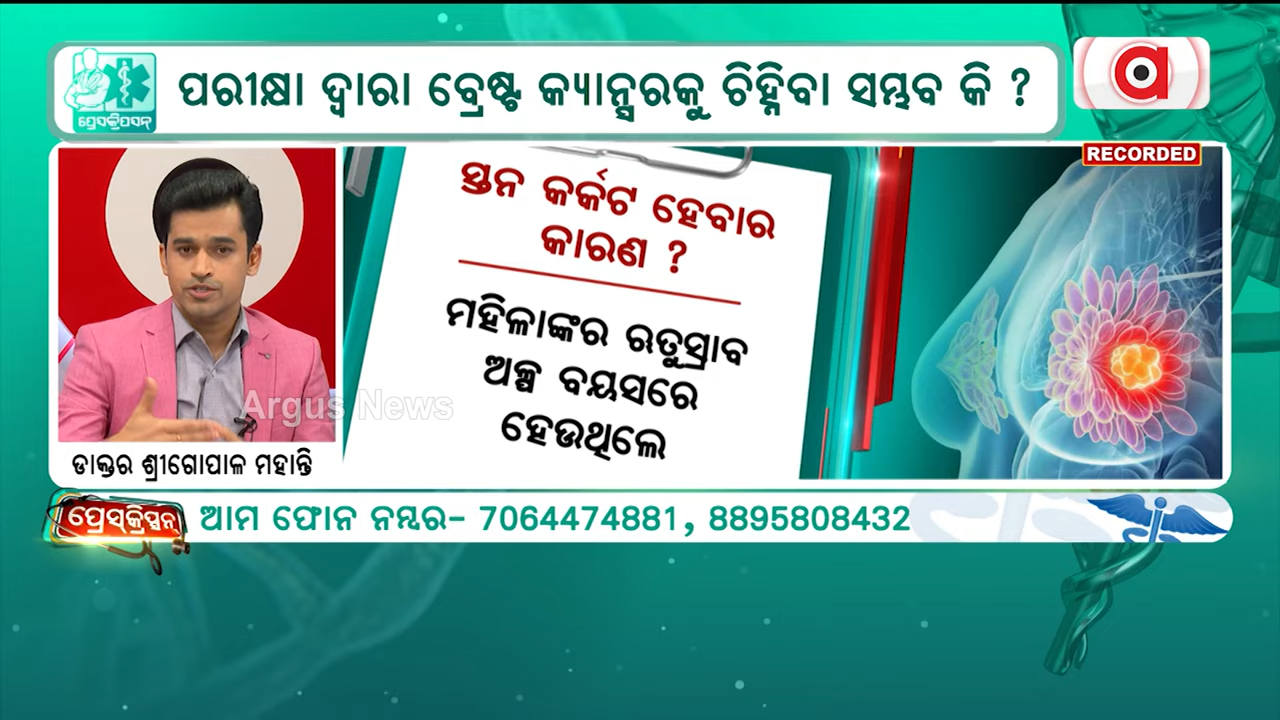 ପରୀକ୍ଷା ଦ୍ୱାରା ବ୍ରେଷ୍ଟ କ୍ୟାନ୍ସରକୁ ଚିହ୍ନିବା ସମ୍ଭବ କି ?
ପ୍ରେସକ୍ରିପସନ୍
a
RECORDED
ସ୍ତନ କର୍କଟ ହେବାର
କାରଣ ?
ମହିଳାଙ୍କର ଋତୁସ୍ରାବ
ଅଳ୍ପ ବୟସରେ
ହେଉଥିଲେ
Argus News
ଡାକ୍ତର ଶ୍ରୀଗୋପାଳ ମହାନ୍ତି
ପ୍ରେସ୍କ୍ରିପ୍ସନ୍
ଆମ ଫୋନ ନମ୍ବର- 7064474881, 8895808432